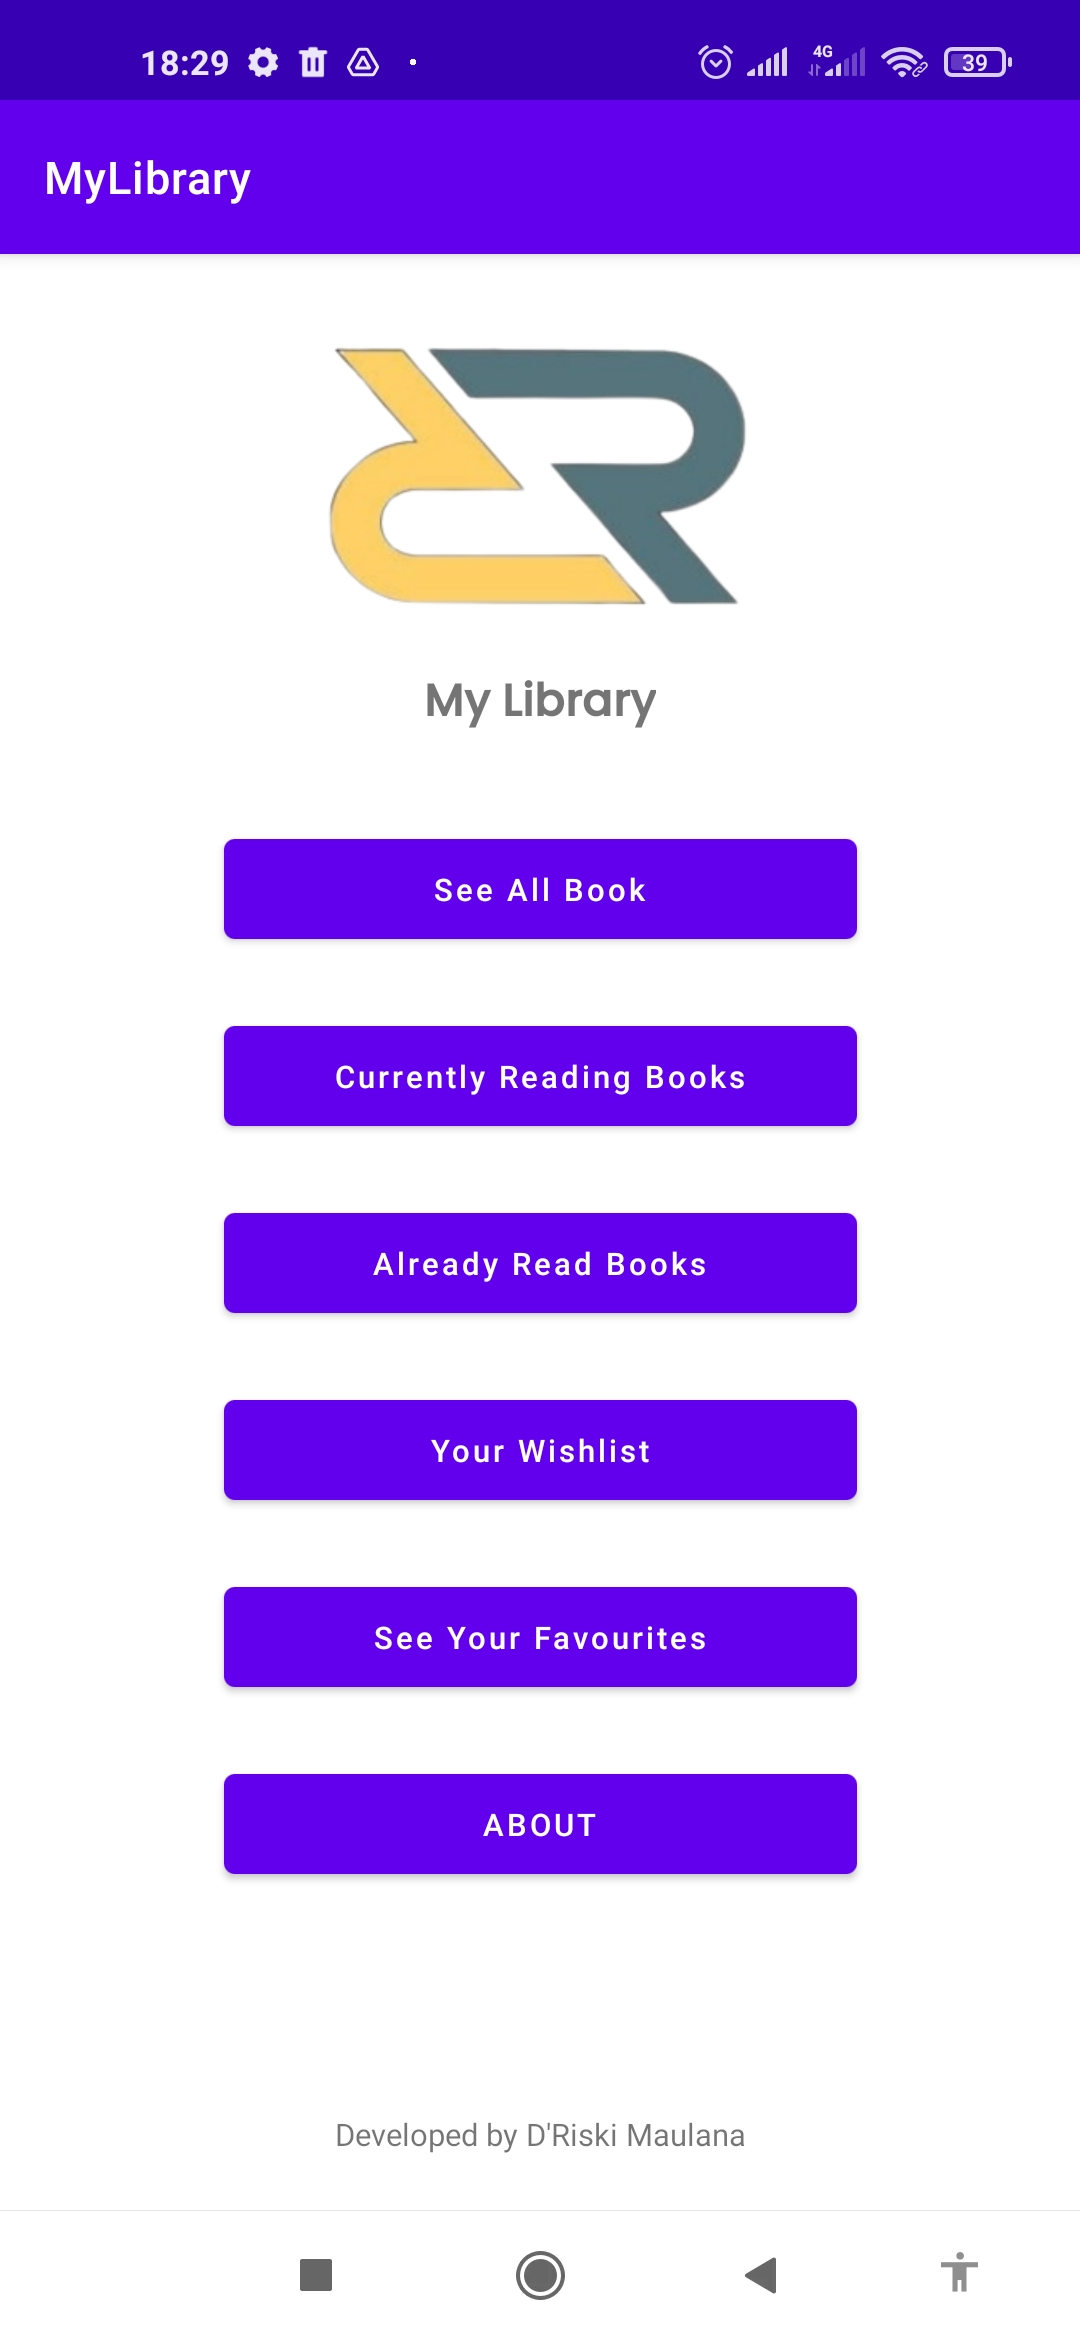 18:29
4G
39
MyLibrary
My Library
See All Book
Currently Reading Books
Already Read Books
Your Wishlist
See Your Favourites
ABOUT
Developed by D'Riski Maulana